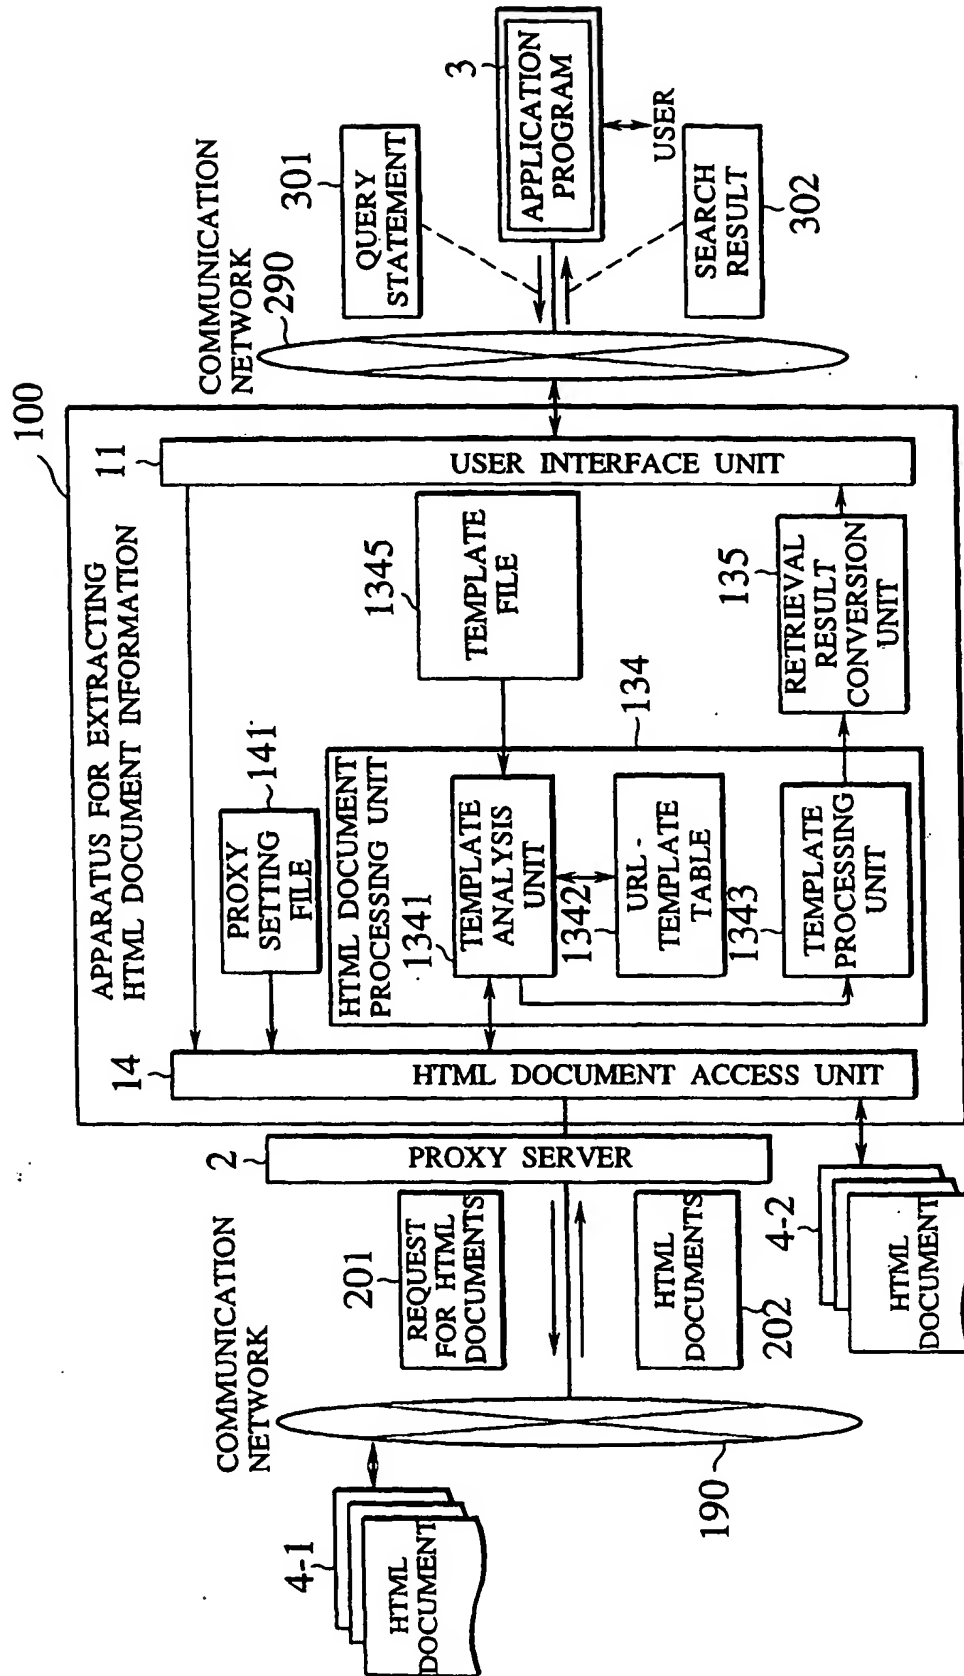 100
APPARATUS FOR EXTRACTING
HTML DOCUMENT INFORMATION
COMMUNICATION
NETWORK
190
4-1
HTML
DOCUMENT
201
REQUEST
FOR HTML
DOCUMENTS
HTML
DOCUMENTS
202
2
PROXY SERVER
4-2
HTML
DOCUMENT
14
HTML DOCUMENT ACCESS UNIT
PROXY
SETTING
FILE
141
HTML DOCUMENT
PROCESSING UNIT
134
1341
TEMPLATE
ANALYSIS
UNIT
1342
URL -
TEMPLATE
TABLE
1343
TEMPLATE
PROCESSING
UNIT
1345
TEMPLATE
FILE
135
RETRIEVAL
RESULT
CONVERSION
UNIT
11
USER INTERFACE UNIT
COMMUNICATION
NETWORK
290
301
QUERY
STATEMENT
3
APPLICATION
PROGRAM
USER
SEARCH
RESULT
302